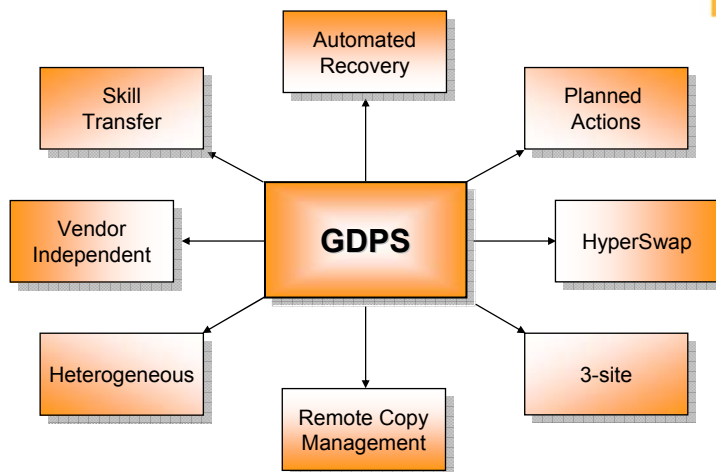 Automated
Recovery
Skill
Transfer
Planned
Actions
Vendor
Independent
GDPS
HyperSwap
Heterogeneous
3-site
Remote Copy
Management